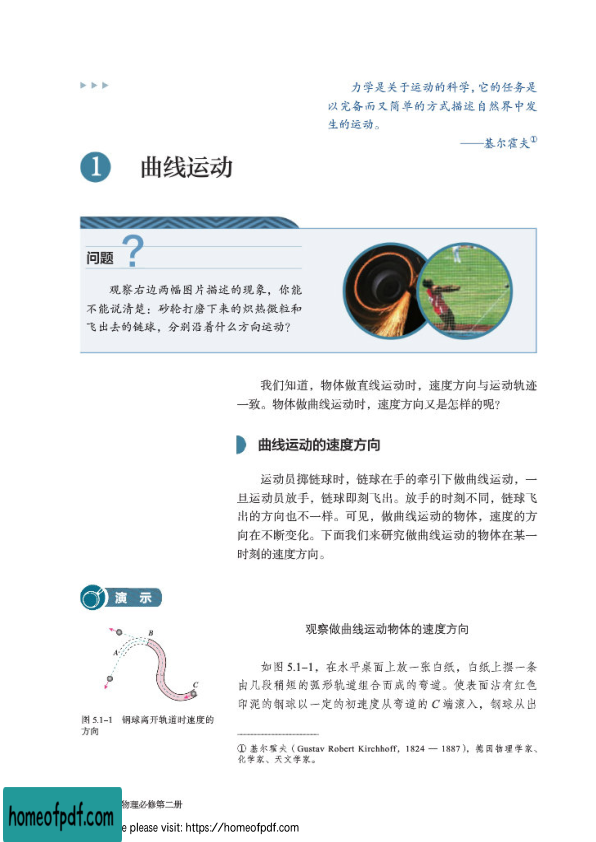 力学是关于运动的科学，它的任务是
以完备而又简单的方式描述自然界中发
生的运动。
——基尔霍夫①
1 曲线运动
问题?
观察右边两幅图片描述的现象，你能
不能说清楚：砂轮打磨下来的炽热微粒和
飞出去的链球，分别沿着什么方向运动？
我们知道，物体做直线运动时，速度方向与运动轨迹
一致。物体做曲线运动时，速度方向又是怎样的呢？
曲线运动的速度方向
运动员掷链球时，链球在手的牵引下做曲线运动，一
旦运动员放手，链球即刻飞出。放手的时刻不同，链球飞
出的方向也不一样。可见，做曲线运动的物体，速度的方
向在不断变化。下面我们来研究做曲线运动的物体在某一
时刻的速度方向。
演 示
观察做曲线运动物体的速度方向
B
A
C
图 5.1-1 钢球离开轨道时速度的
方向
如图 5.1-1，在水平桌面上放一张白纸，白纸上摆一条
由几段稍短的弧形轨道组合而成的弯道。使表面沾有红色
印泥的钢球以一定的初速度从弯道的 C 端滚入，钢球从出
① 基尔霍夫（Gustav Robert Kirchhoff，1824 — 1887），德国物理学家、
化学家、天文学家。
物理必修第二册
homeofpdf.com
e please visit: https://homeofpdf.com